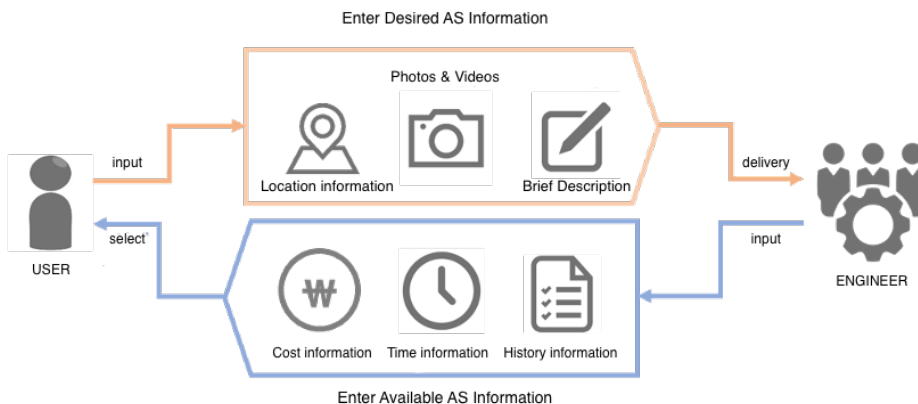 Enter Desired AS Information
Photos & Videos
input
delivery
Location information
Brief Description
USER
select`
input
ENGINEER
₩
Cost information
Time information
History information
Enter Available AS Information